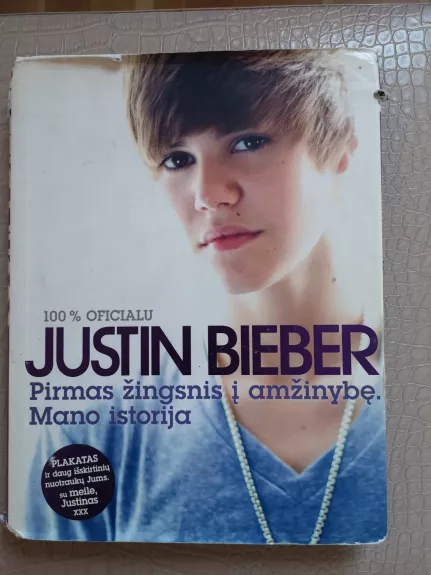 100 % OFICIALU
JUSTIN BIEBER
Pirmas žingsnis į amžinybę.
Mano istorija
PLAKATAS
ir daug išskirtinių
nuotraukų Jums.
su meile,
Justinas
xxx